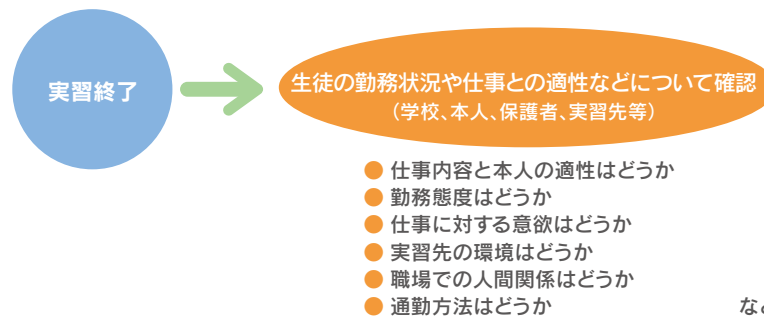 実習終了
生徒の勤務状況や仕事との適性などについて確認
（学校、本人、保護者、実習先等）
● 仕事内容と本人の適性はどうか
● 勤務態度はどうか
● 仕事に対する意欲はどうか
● 実習先の環境はどうか
● 職場での人間関係はどうか
● 通勤方法はどうか など